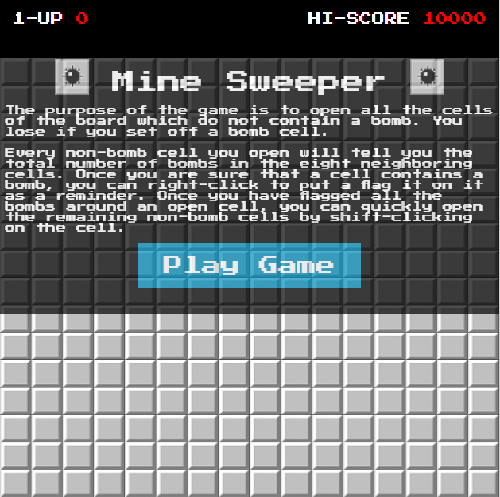 1-UP 0 HI-SCORE 10000
Mine Sweeper
The purpose of the game is to open all the cells
of the board which do not contain a bomb. You
lose if you set off a bomb cell.
Every non-bomb cell you open will tell you the
total number of bombs in the eight neighboring
cells. Once you are sure that a cell contains a
bomb, you can right-click to put a flag it on it
as a reminder. Once you have flagged all the
bombs around an open cell, you can quickly open
the remaining non-bomb cells by shift-clicking
on the cell.
Play Game